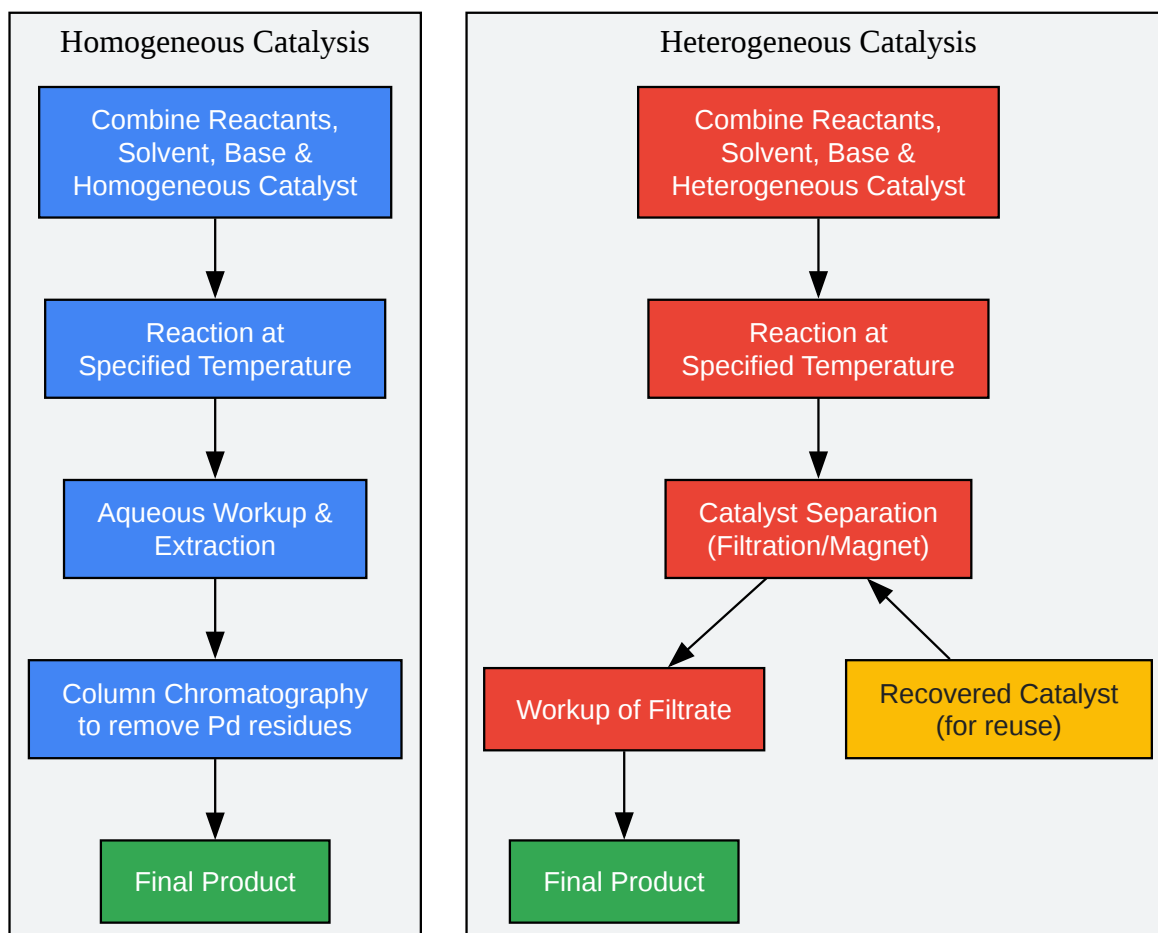 Homogeneous Catalysis
Combine Reactants,
Solvent, Base &
Homogeneous Catalyst
Reaction at
Specified Temperature
Aqueous Workup &
Extraction
Column Chromatography
to remove Pd residues
Final Product
Heterogeneous Catalysis
Combine Reactants,
Solvent, Base &
Heterogeneous Catalyst
Reaction at
Specified Temperature
Catalyst Separation
(Filtration/Magnet)
Workup of Filtrate
Recovered Catalyst
(for reuse)
Final Product